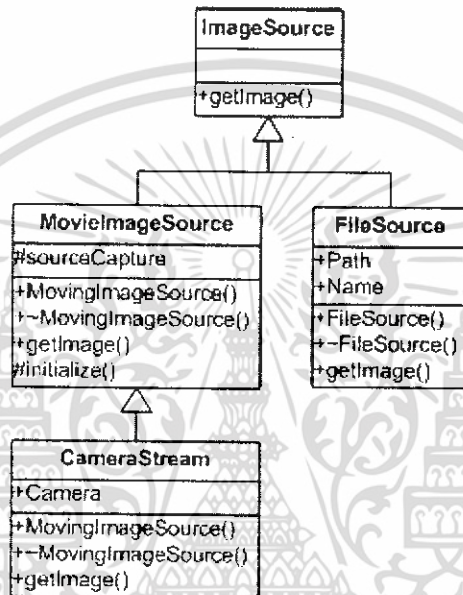 ImageSource
+getImage()
MovieImageSource
#sourceCapture
+MovingImageSource()
+~MovingImageSource()
+getImage()
#initialize()
FileSource
+Path
+Name
+FileSource()
+~FileSource()
+getImage()
CameraStream
+Camera
+MovingImageSource()
+~MovingImageSource()
+getImage()